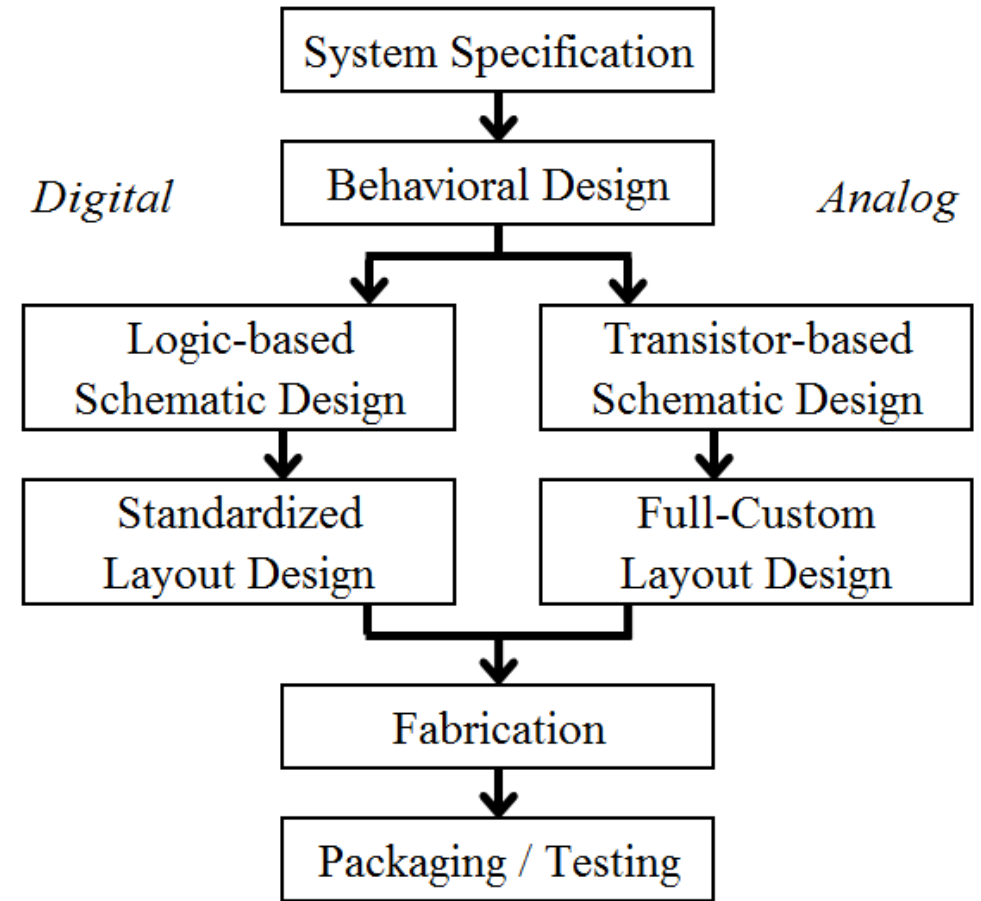 System Specification
Behavioral Design
Digital
Analog
Logic-based
Schematic Design
Transistor-based
Schematic Design
Standardized
Layout Design
Full-Custom
Layout Design
Fabrication
Packaging / Testing